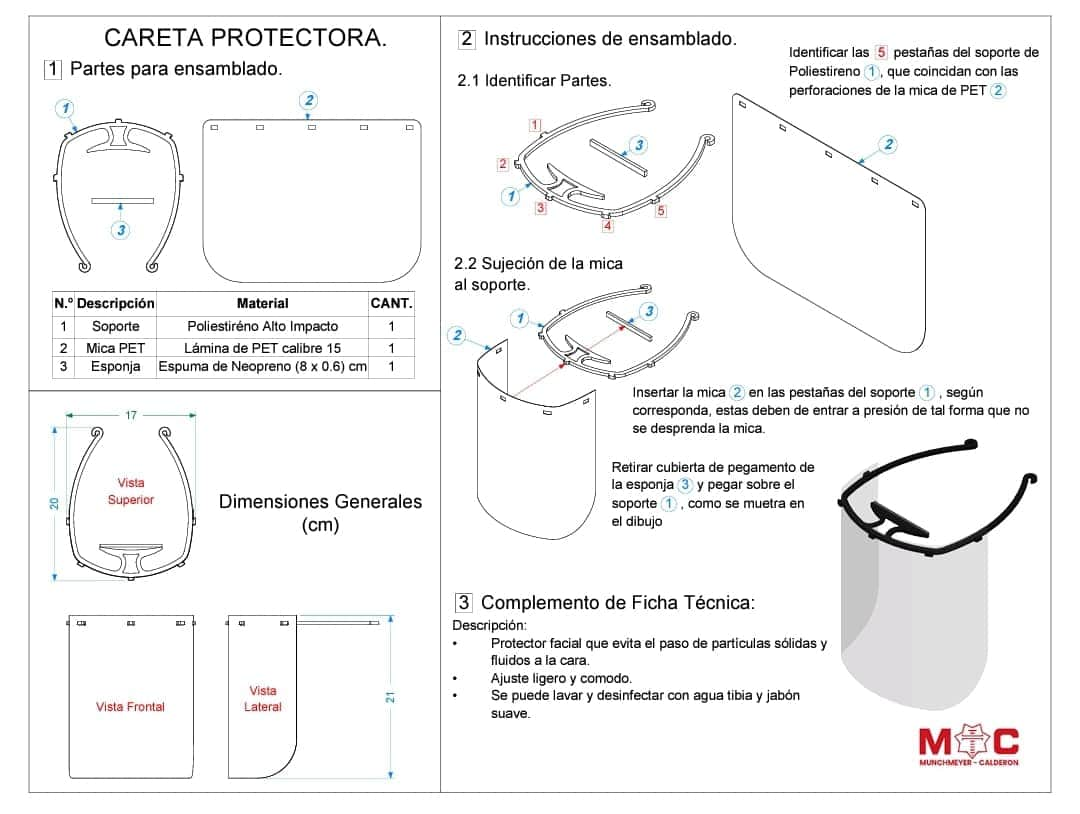 CARETA PROTECTORA.
1 Partes para ensamblado.
1
2
3
N.º Descripción Material CANT.
1 Soporte Poliestiréno Alto Impacto 1
2 Mica PET Lámina de PET calibre 15 1
3 Esponja Espuma de Neopreno (8 x 0.6) cm 1
17
20
Vista
Superior
Dimensiones Generales
(cm)
Vista Frontal
Vista
Lateral
21
2 Instrucciones de ensamblado.
2.1 Identificar Partes.
Identificar las 5 pestañas del soporte de
Poliestireno 1, que coincidan con las
perforaciones de la mica de PET 2
1
2
3
4
5
1
3
2
2.2 Sujeción de la mica
al soporte.
1
2
3
Insertar la mica 2 en las pestañas del soporte 1 , según
corresponda, estas deben de entrar a presión de tal forma que no
se desprenda la mica.
Retirar cubierta de pegamento de
la esponja 3 y pegar sobre el
soporte 1 , como se muetra en
el dibujo
3 Complemento de Ficha Técnica:
Descripción:
• Protector facial que evita el paso de partículas sólidas y
fluidos a la cara.
• Ajuste ligero y comodo.
• Se puede lavar y desinfectar con agua tibia y jabón
suave.
M C
MUNCHMEYER - CALDERON